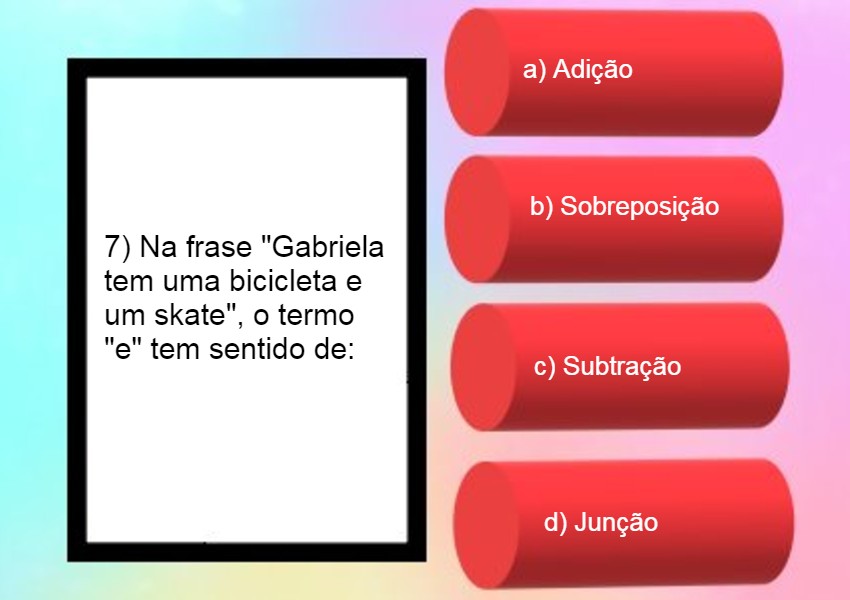 7) Na frase "Gabriela
tem uma bicicleta e
um skate", o termo
"e" tem sentido de:
a) Adição
b) Sobreposição
c) Subtração
d) Junção